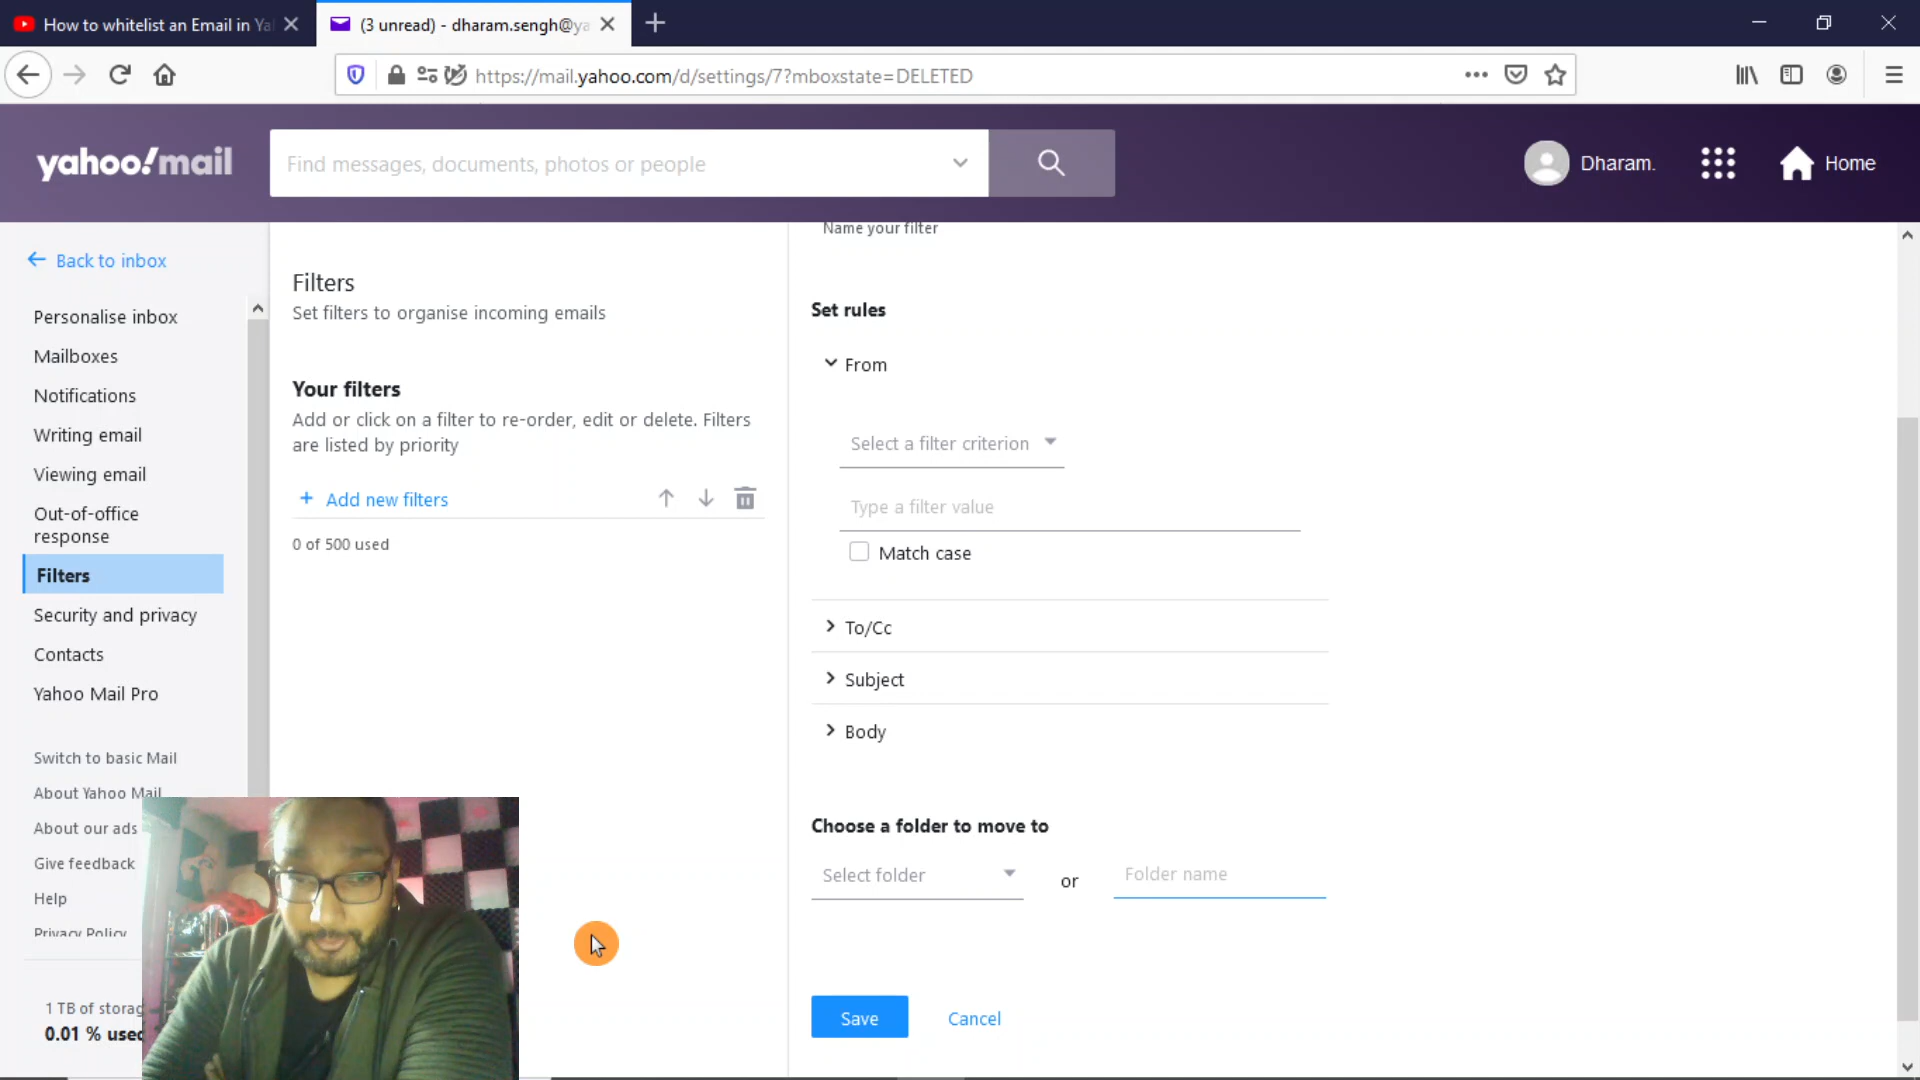 How to whitelist an Email in Ya
(3 unread) - dharam.sengh@ya
https://mail.yahoo.com/d/settings/7?mboxstate=DELETED
yahoo!mail
Find messages, documents, photos or people
Dharam.
Home
Back to inbox
Personalise inbox
Mailboxes
Notifications
Writing email
Viewing email
Out-of-office
response
Filters
Security and privacy
Contacts
Yahoo Mail Pro
Switch to basic Mail
About Yahoo Mail
About our ads
Give feedback
Help
Privacy Policy
1 TB of storag
0.01 % used
Filters
Set filters to organise incoming emails
Your filters
Add or click on a filter to re-order, edit or delete. Filters
are listed by priority
+ Add new filters
0 of 500 used
Name your filter
Set rules
From
Select a filter criterion
Type a filter value
Match case
To/Cc
Subject
Body
Choose a folder to move to
Select folder
or
Folder name
Save
Cancel